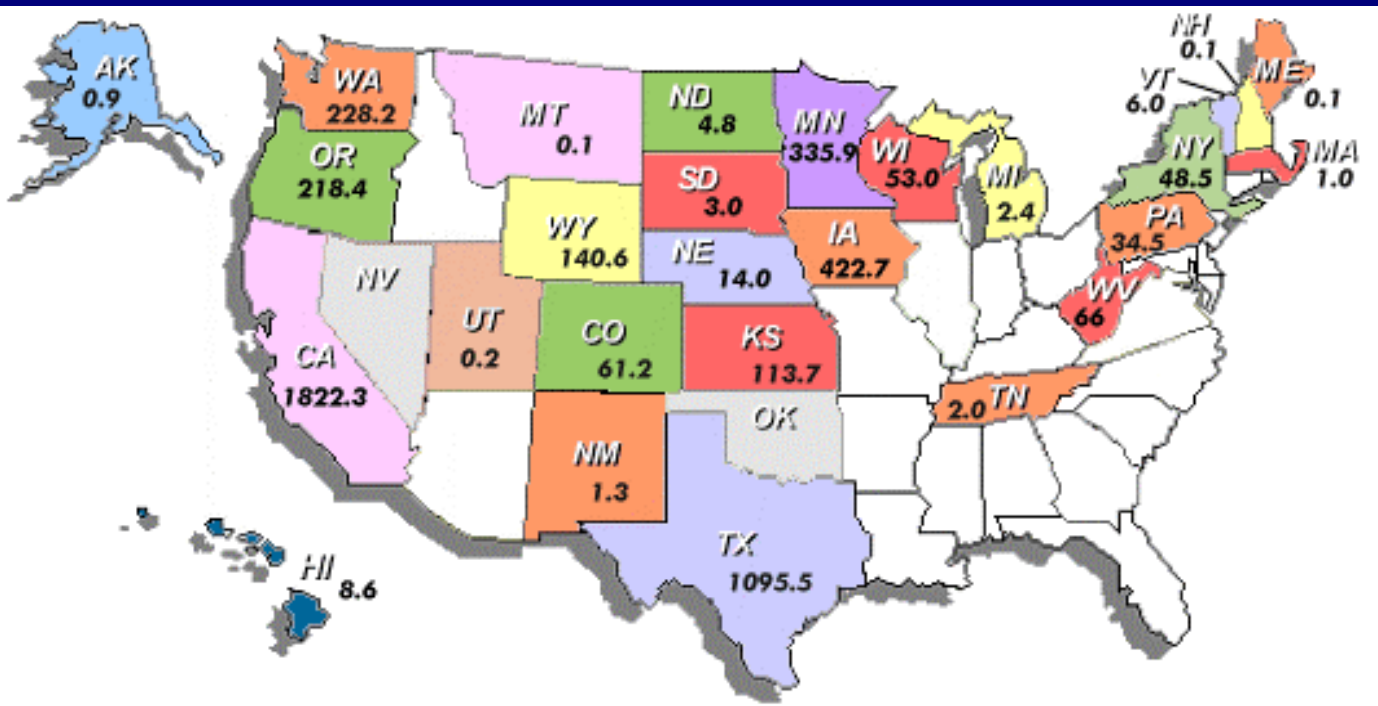 NH
0.1
AK
0.9
VT
6.0
ME
0.1
WA
228.2
MT
0.1
ND
4.8
MN
335.9
WI
53.0
MI
2.4
NY
48.5
MA
1.0
OR
218.4
SD
3.0
WY
140.6
NE
14.0
IA
422.7
PA
34.5
NV
UT
0.2
CO
61.2
KS
113.7
WV
66
CA
1822.3
NM
1.3
OK
2.0 TN
TX
1095.5
HI
8.6